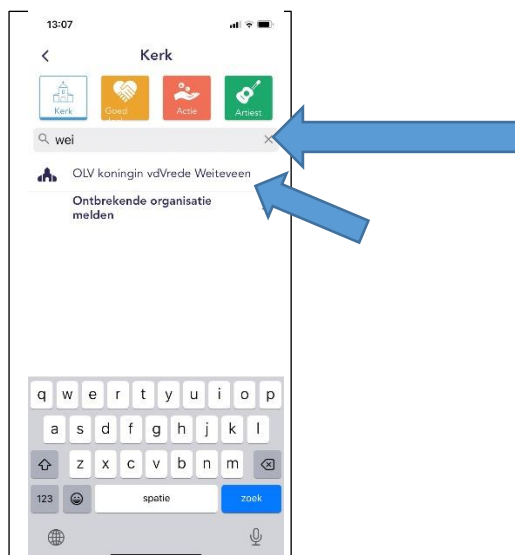 13:07
Kerk
Kerk
Goed
Actie
Artiest
wei
OLV koningin vdVrede Weiteveen
Ontbrekende organisatie
melden
q w e r t y u i o p
a s d f g h j k l
z x c v b n m
123 spatie zoek